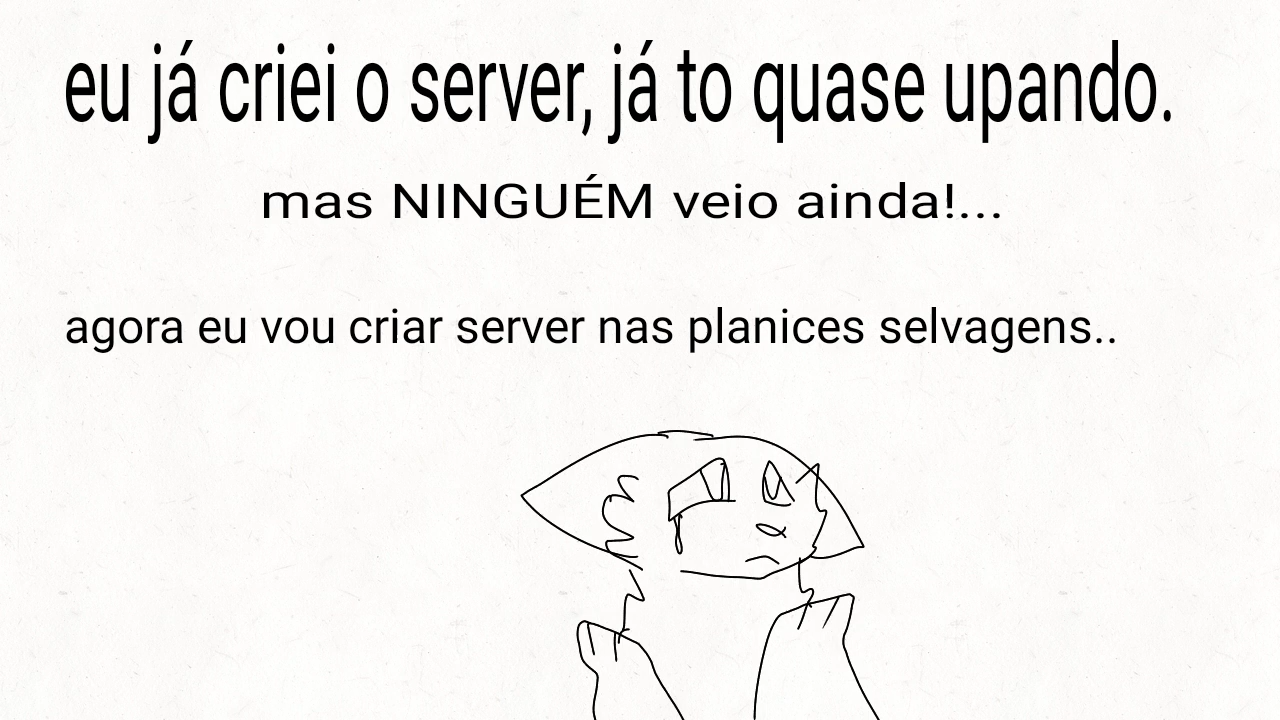 eu já criei o server, já to quase upando.
mas NINGUÉM veio ainda!...
agora eu vou criar server nas planices selvagens..